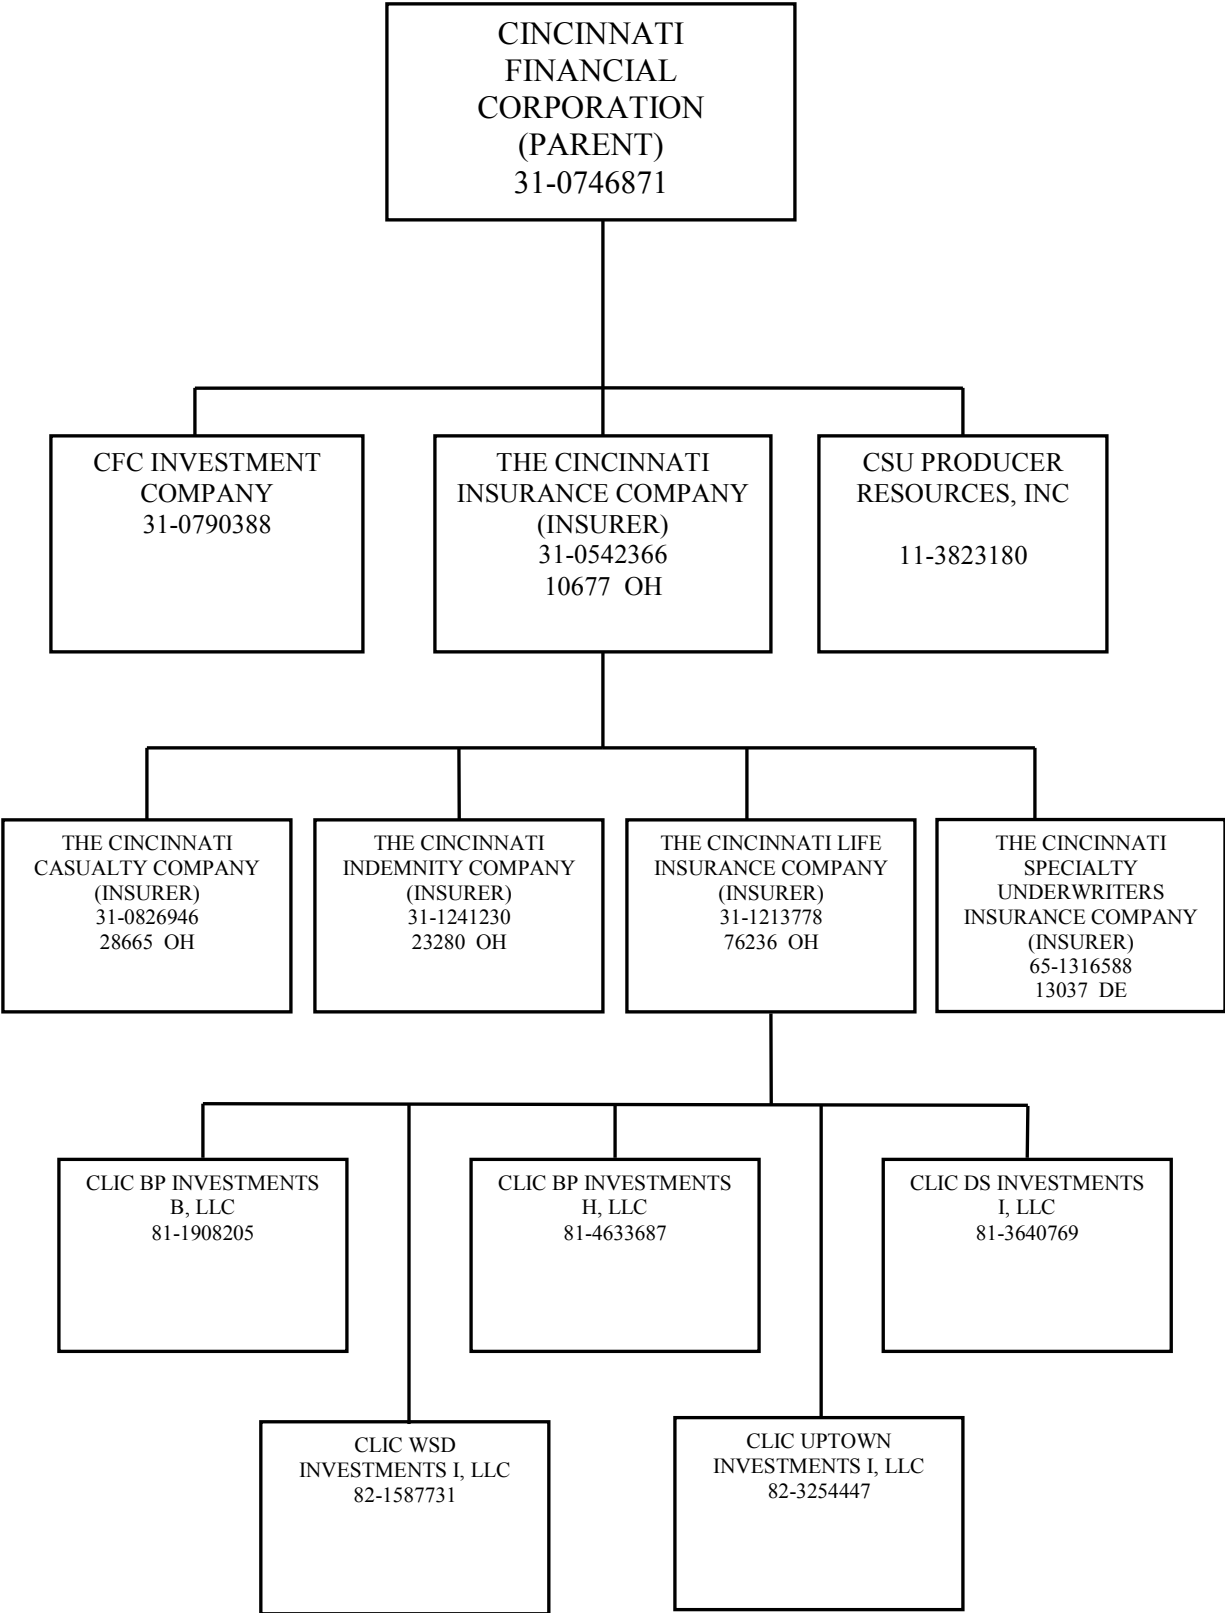 CINCINNATI
FINANCIAL
CORPORATION
(PARENT)
31-0746871
CFC INVESTMENT
COMPANY
31-0790388
THE CINCINNATI
INSURANCE COMPANY
(INSURER)
31-0542366
10677 OH
CSU PRODUCER
RESOURCES, INC
11-3823180
THE CINCINNATI
CASUALTY COMPANY
(INSURER)
31-0826946
28665 OH
THE CINCINNATI
INDEMNITY COMPANY
(INSURER)
31-1241230
23280 OH
THE CINCINNATI LIFE
INSURANCE COMPANY
(INSURER)
31-1213778
76236 OH
THE CINCINNATI
SPECIALTY
UNDERWRITERS
INSURANCE COMPANY
(INSURER)
65-1316588
13037 DE
CLIC BP INVESTMENTS
B, LLC
81-1908205
CLIC BP INVESTMENTS
H, LLC
81-4633687
CLIC DS INVESTMENTS
I, LLC
81-3640769
CLIC WSD
INVESTMENTS I, LLC
82-1587731
CLIC UPTOWN
INVESTMENTS I, LLC
82-3254447